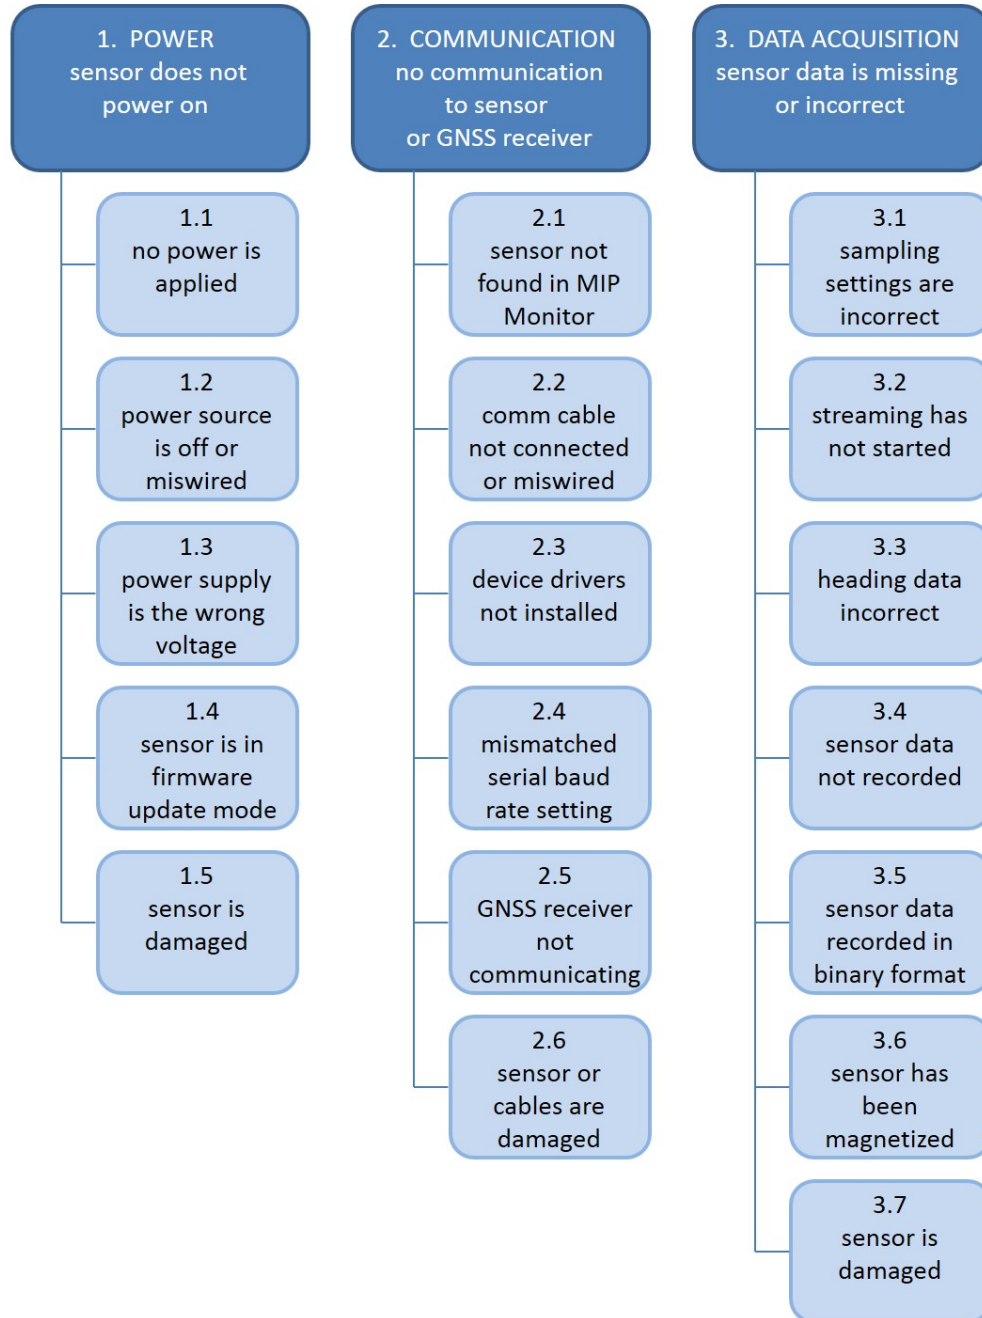 1. POWER
sensor does not
power on
1.1
no power is
applied
1.2
power source
is off or
miswired
1.3
power supply
is the wrong
voltage
1.4
sensor is in
firmware
update mode
1.5
sensor is
damaged
2. COMMUNICATION
no communication
to sensor
or GNSS receiver
2.1
sensor not
found in MIP
Monitor
2.2
comm cable
not connected
or miswired
2.3
device drivers
not installed
2.4
mismatched
serial baud
rate setting
2.5
GNSS receiver
not
communicating
2.6
sensor or
cables are
damaged
3. DATA ACQUISITION
sensor data is missing
or incorrect
3.1
sampling
settings are
incorrect
3.2
streaming has
not started
3.3
heading data
incorrect
3.4
sensor data
not recorded
3.5
sensor data
recorded in
binary format
3.6
sensor has
been
magnetized
3.7
sensor is
damaged